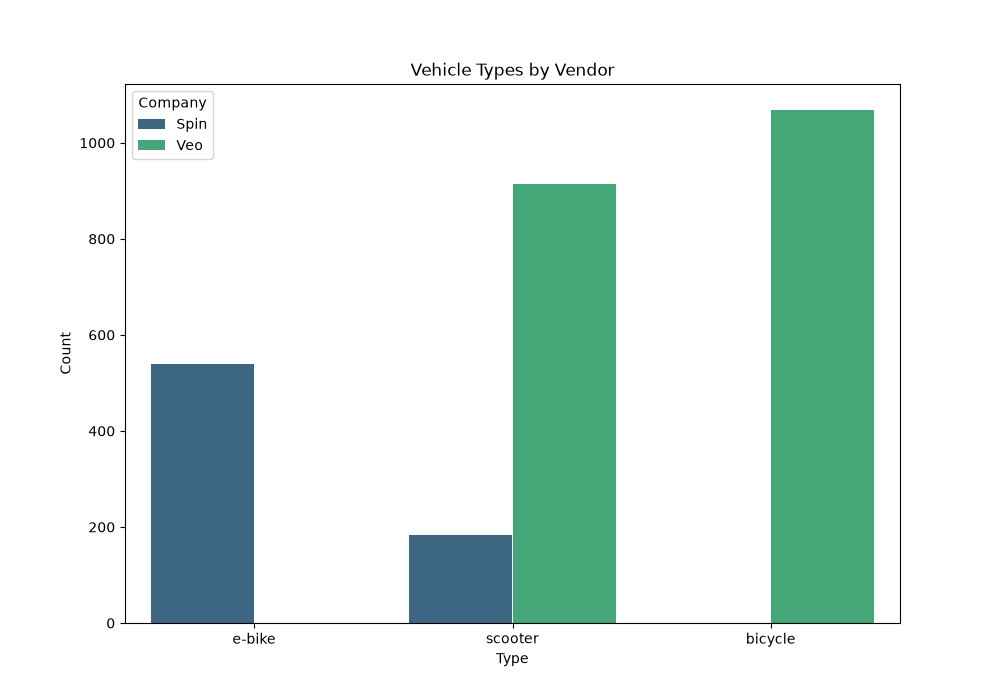 Vehicle Types by Vendor
Company
Spin
Veo
1000
800
600
400
200
0
Count
e-bike scooter bicycle
Type